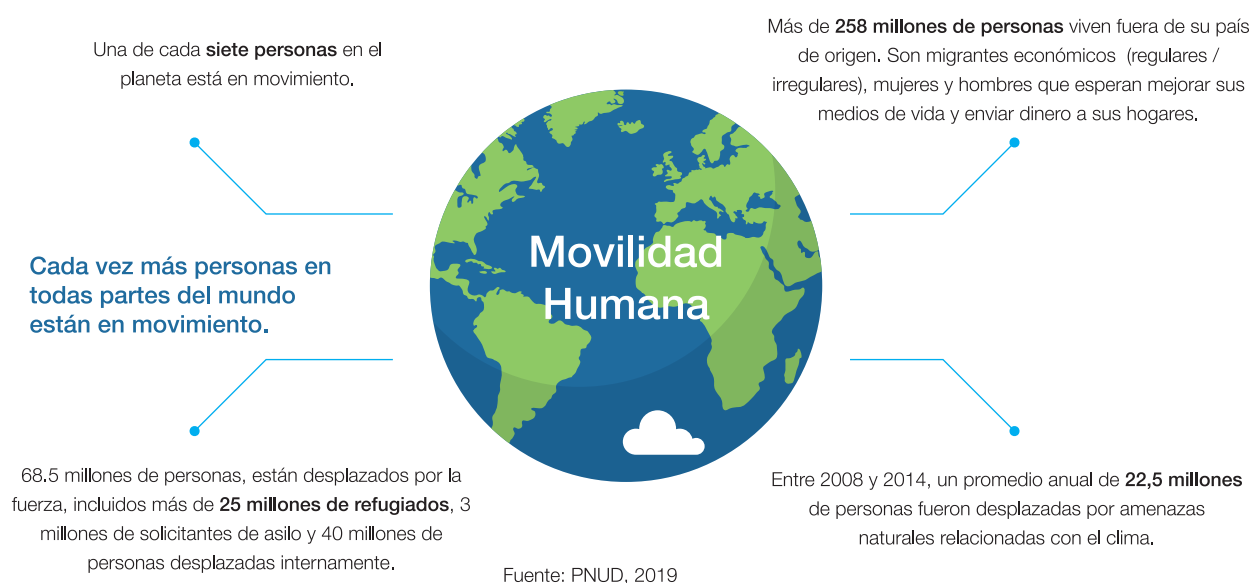 Una de cada siete personas en el
planeta está en movimiento.
Más de 258 millones de personas viven fuera de su país
de origen. Son migrantes económicos (regulares /
irregulares), mujeres y hombres que esperan mejorar sus
medios de vida y enviar dinero a sus hogares.
Movilidad
Humana
Cada vez más personas en
todas partes del mundo
están en movimiento.
68.5 millones de personas, están desplazados por la
fuerza, incluidos más de 25 millones de refugiados, 3
millones de solicitantes de asilo y 40 millones de
personas desplazadas internamente.
Entre 2008 y 2014, un promedio anual de 22,5 millones
de personas fueron desplazadas por amenazas
naturales relacionadas con el clima.
Fuente: PNUD, 2019